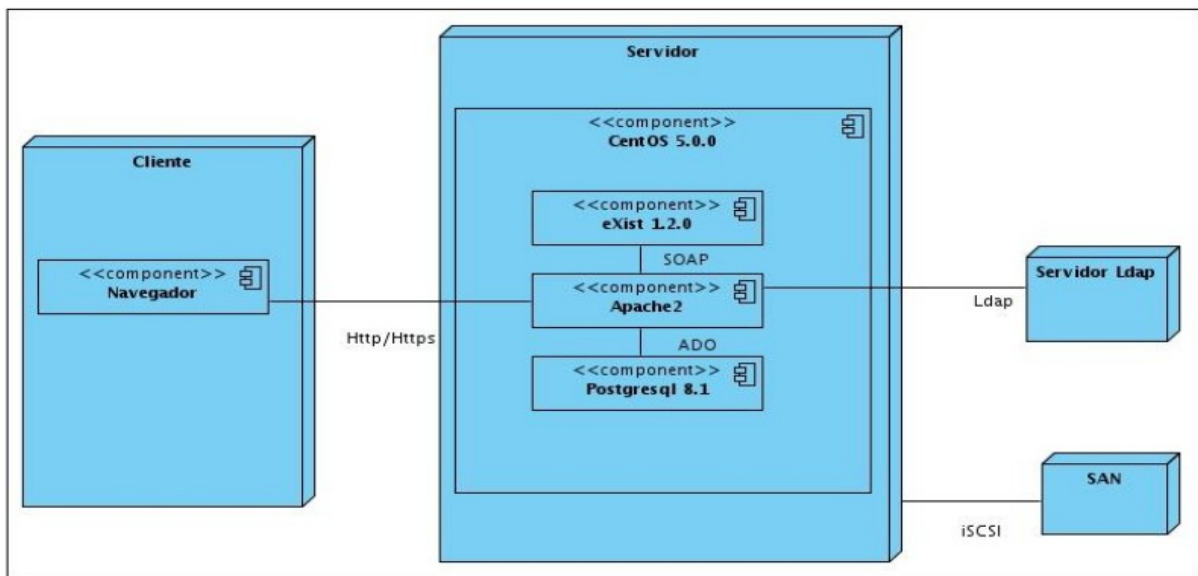 Servidor
<<component>>
CentOS 5.0.0
Cliente
<<component>>
eXist 1.2.0
SOAP
<<component>>
Navegador
<<component>>
Apache2
Servidor Ldap
Ldap
Http/Https
ADO
<<component>>
Postgresql 8.1
SAN
iSCSI